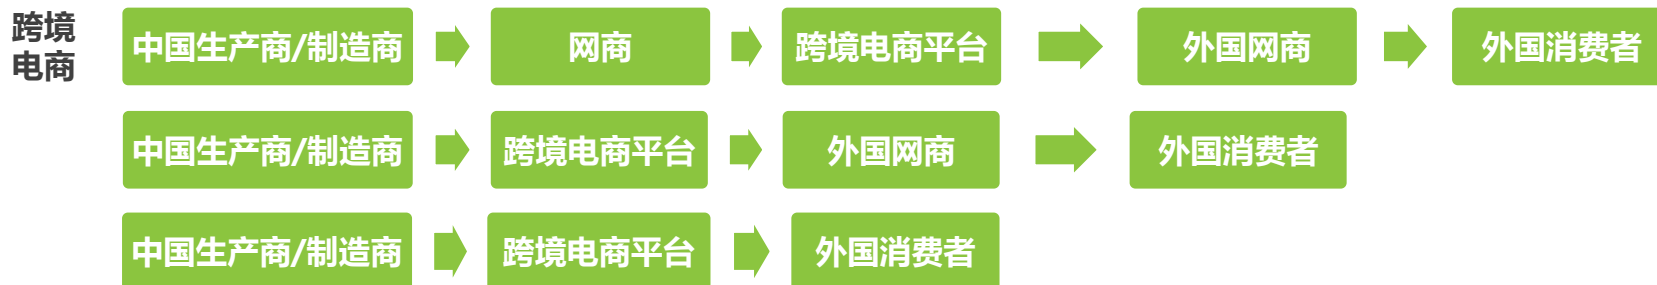 跨境
电商
中国生产商/制造商 网商 跨境电商平台 外国网商 外国消费者
中国生产商/制造商 跨境电商平台 外国网商 外国消费者
中国生产商/制造商 跨境电商平台 外国消费者